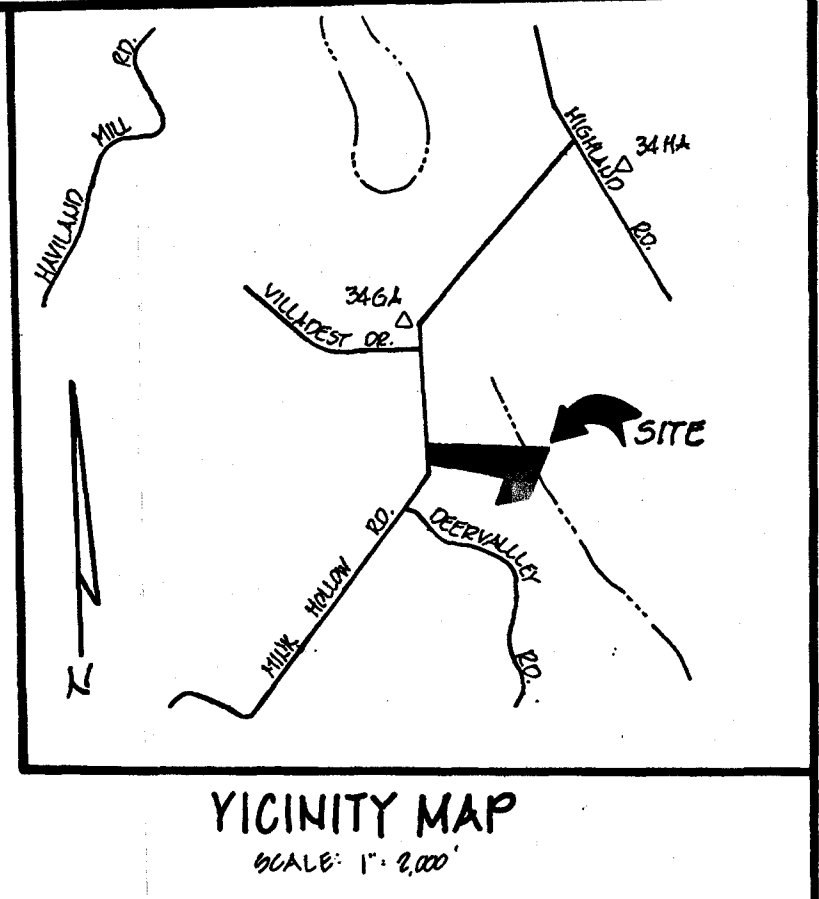 HAVILAND MILL RD.
HIGHLAND RD.
34HA
34GA
VILLADEST DR.
SITE
MINK HOLLOW RD.
DEERVALLEY RD.
N
VICINITY MAP
SCALE: 1": 2,000'